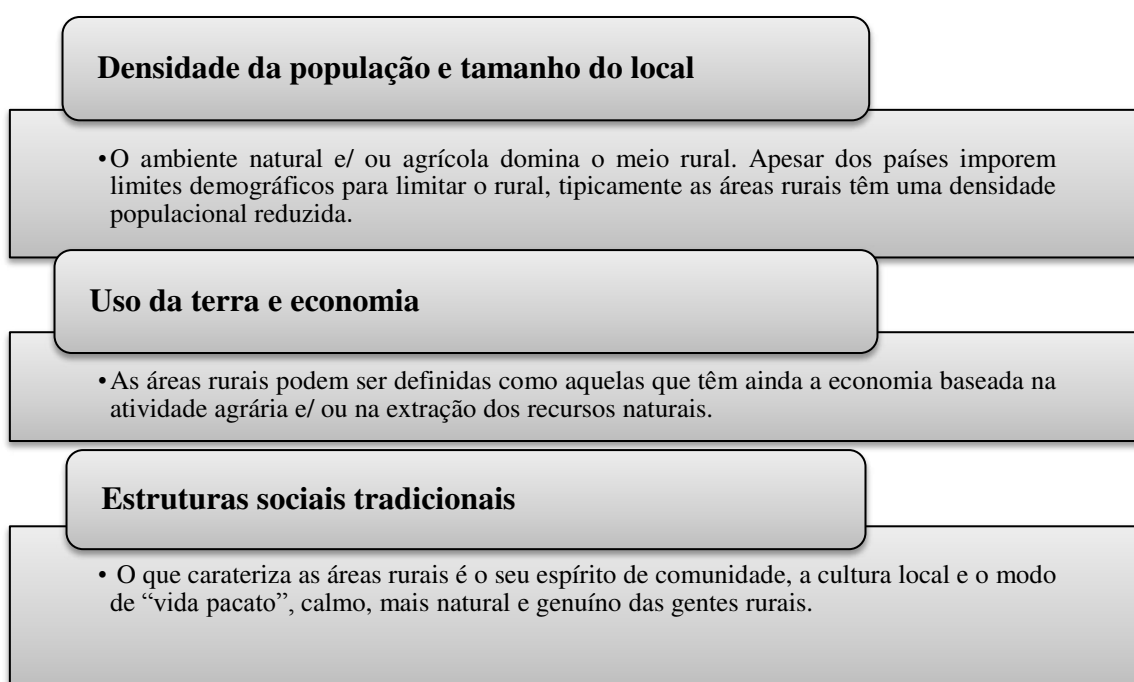 Densidade da população e tamanho do local
•O ambiente natural e/ ou agrícola domina o meio rural. Apesar dos países imporem
limites demográficos para limitar o rural, tipicamente as áreas rurais têm uma densidade
populacional reduzida.
Uso da terra e economia
•As áreas rurais podem ser definidas como aquelas que têm ainda a economia baseada na
atividade agrária e/ ou na extração dos recursos naturais.
Estruturas sociais tradicionais
• O que carateriza as áreas rurais é o seu espírito de comunidade, a cultura local e o modo
de “vida pacato”, calmo, mais natural e genuíno das gentes rurais.